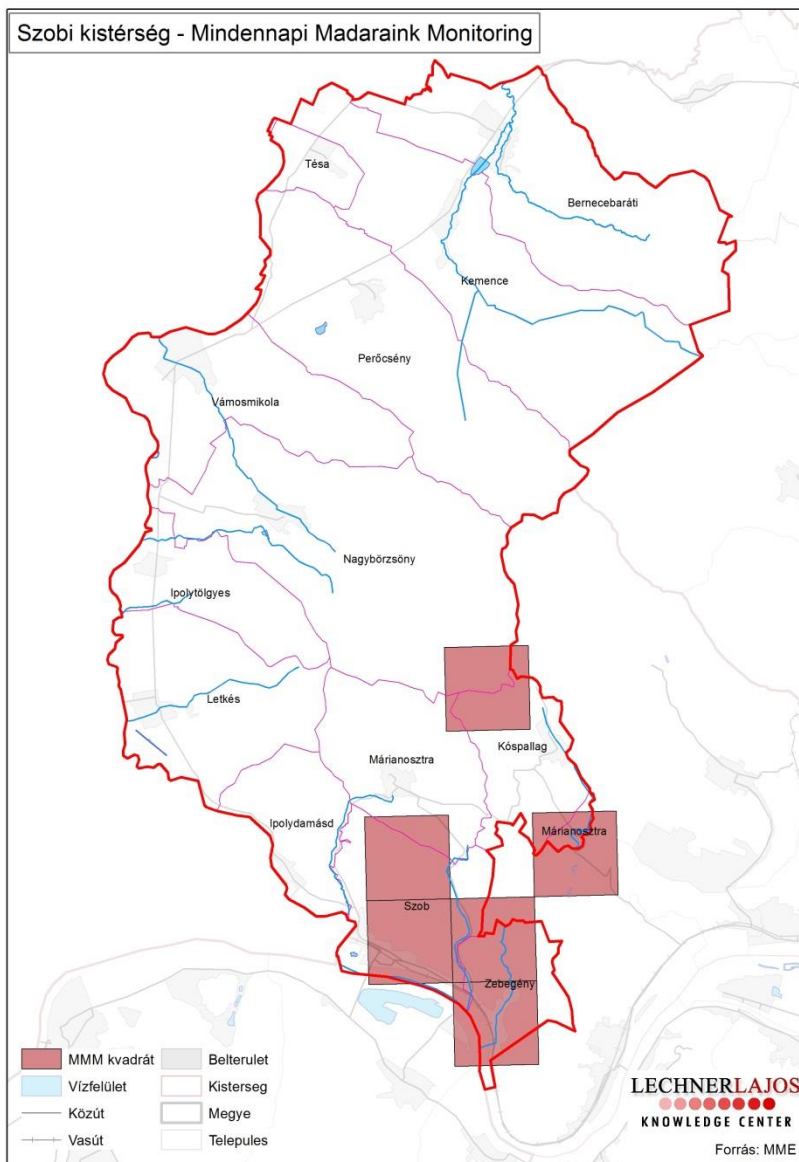 Szobi kistérség - Mindennapi Madaraink Monitoring
Tésa
Bernecebaráti
Kemence
Perőcsény
Vámosmikola
Nagybörzsöny
Ipolytölgyes
Letkés
Kóspallag
Márianosztra
Ipolydamásd
Márianosztra
Szob
Zebegény
MMM kvadrát
Vízfelület
Közút
Vasút
Belterulet
Kisterseg
Megye
Telepules
LECHNERLAJOS
KNOWLEDGE CENTER
Forrás: MME